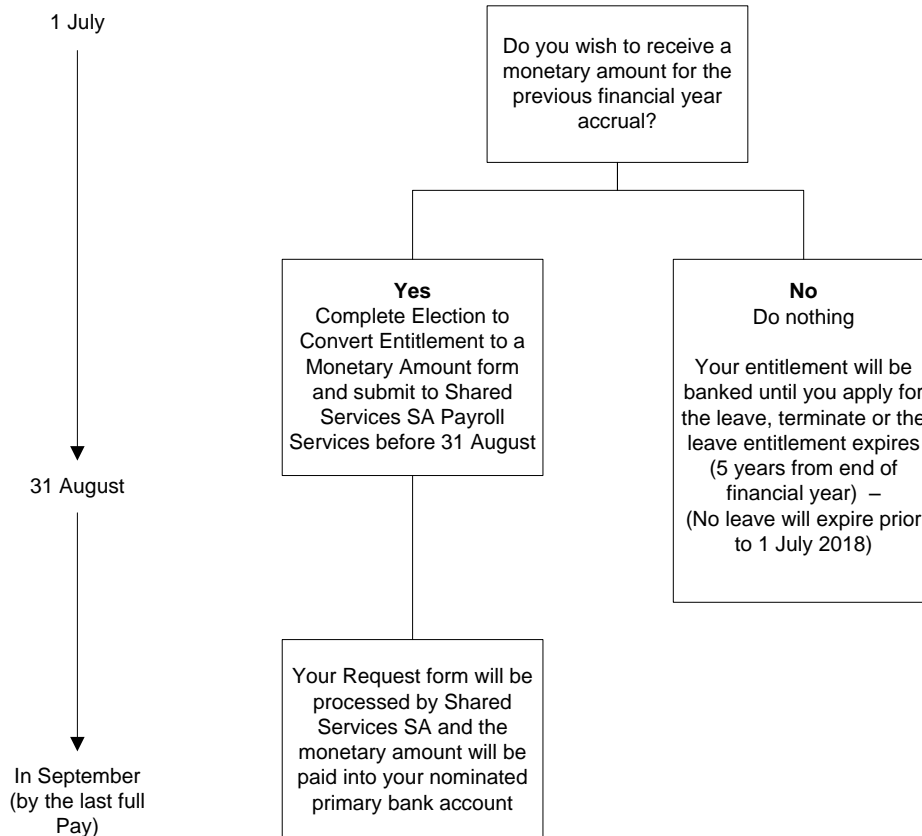 1 July
Do you wish to receive a
monetary amount for the
previous financial year
accrual?
Yes
Complete Election to
Convert Entitlement to a
Monetary Amount form
and submit to Shared
Services SA Payroll
Services before 31 August
No
Do nothing
Your entitlement will be
banked until you apply for
the leave, terminate or the
leave entitlement expires
(5 years from end of
financial year) –
(No leave will expire prior
to 1 July 2018)
31 August
Your Request form will be
processed by Shared
Services SA and the
monetary amount will be
paid into your nominated
primary bank account
In September
(by the last full
Pay)